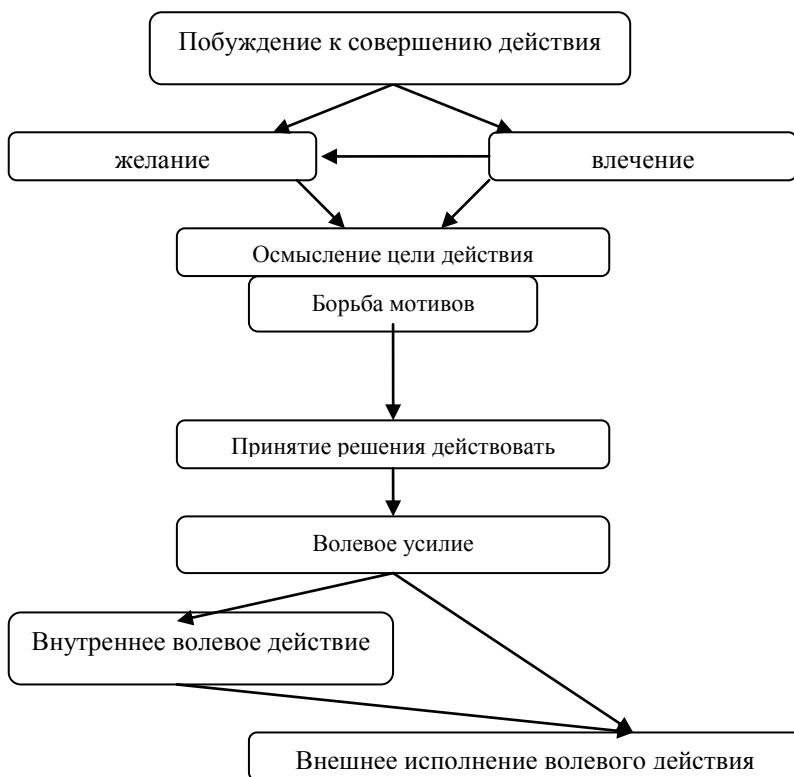 Побуждение к совершению действия
желание
влечение
Осмысление цели действия
Борьба мотивов
Принятие решения действовать
Волевое усилие
Внутреннее волевое действие
Внешнее исполнение волевого действия